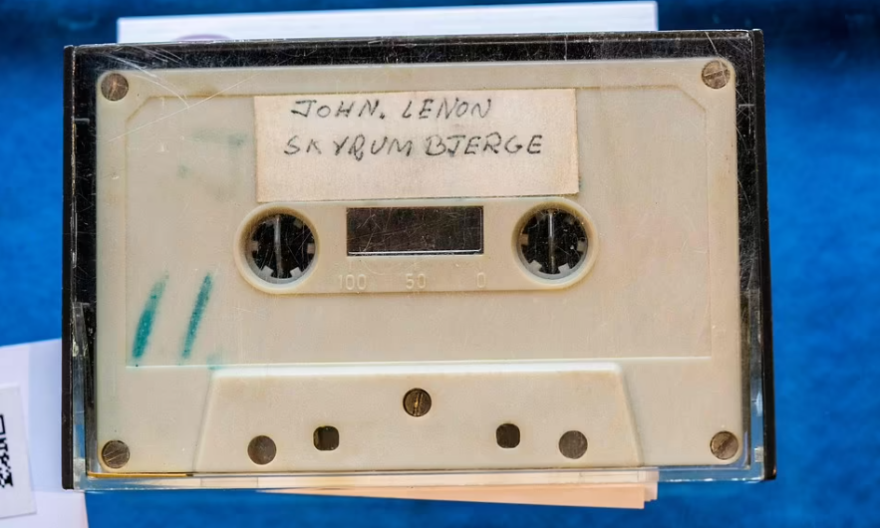 JOHN. LENON
SKYRUM BJERGE
100 50 0